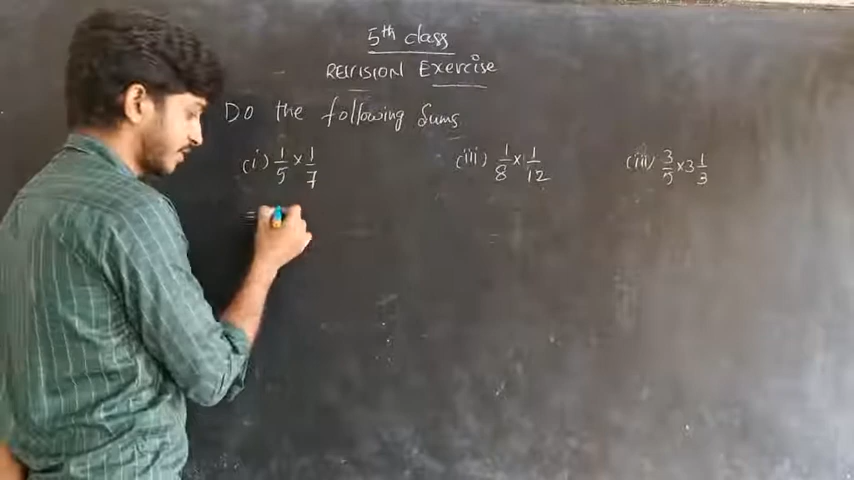 5th class
REVISION Exercise
Do the following Sums
(i) 1/5 × 1/7 (iii) 1/8 × 1/12 (iii) 3/5 × 3 1/3
=